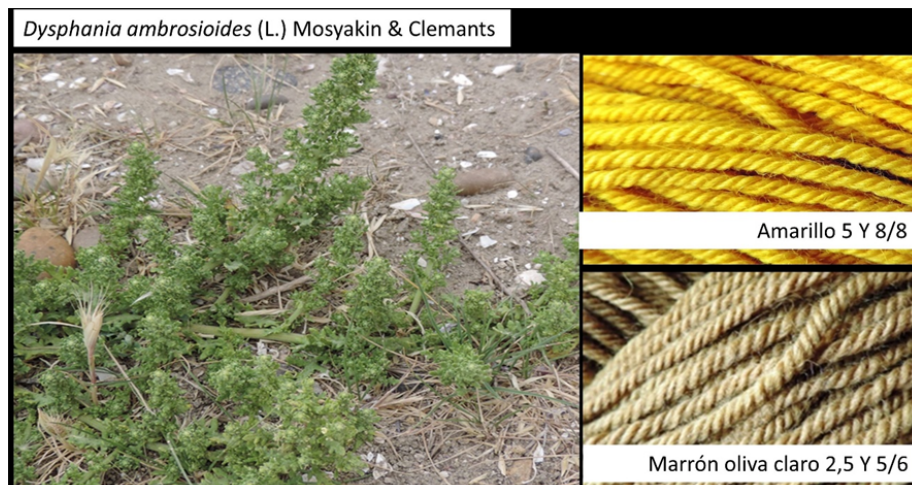 Dysphania ambrosioides (L.) Mosyakin & Clemants
Amarillo 5 Y 8/8
Marrón oliva claro 2,5 Y 5/6